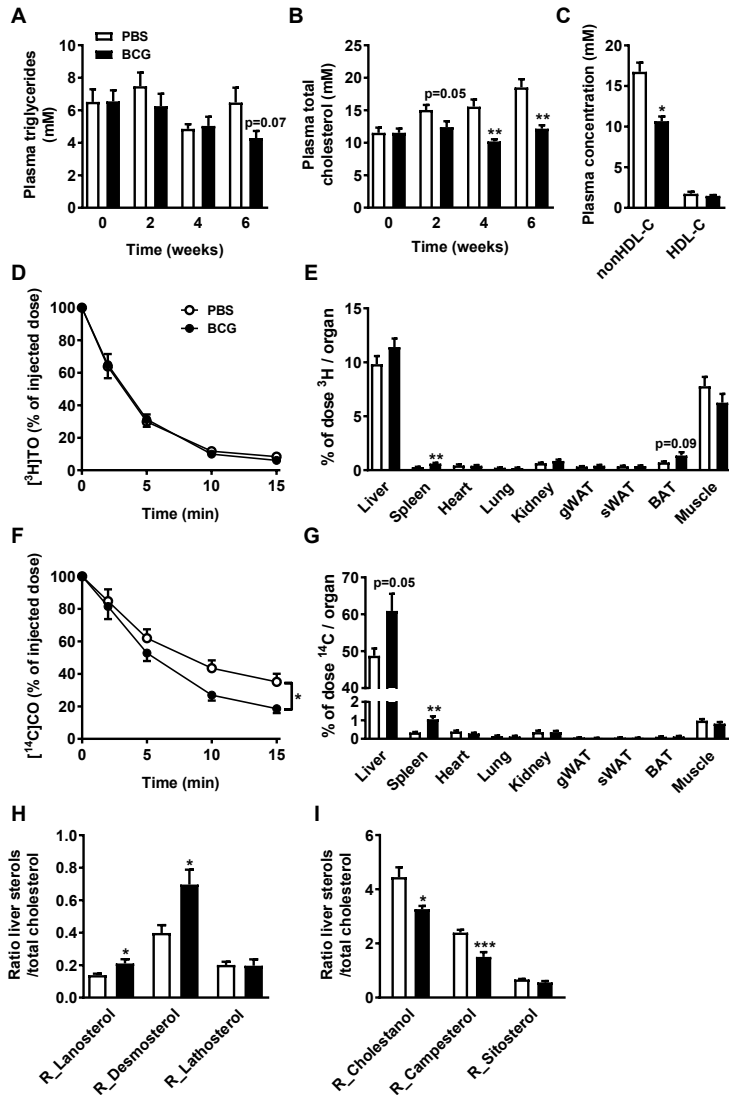 A
PBS
BCG
Plasma triglycerides
(mM)
10
8
6
4
2
0
p=0.07
0 2 4 6
Time (weeks)
B
Plasma total
cholesterol (mM)
25
20
15
10
5
0
p=0.05
**
**
0 2 4 6
Time (weeks)
C
Plasma concentration (mM)
20
15
10
5
0
*
nonHDL-C
HDL-C
D
[³H]TO (% of injected dose)
100
80
60
40
20
0
PBS
BCG
0 5 10 15
Time (min)
E
% of dose ³H / organ
15
10
5
0
**
p=0.09
Liver
Spleen
Heart
Lung
Kidney
gWAT
sWAT
BAT
Muscle
F
[¹⁴C]CO (% of injected dose)
100
80
60
40
20
0
*
0 5 10 15
Time (min)
G
% of dose ¹⁴C / organ
70
60
50
40
2
1
0
p=0.05
**
Liver
Spleen
Heart
Lung
Kidney
gWAT
sWAT
BAT
Muscle
H
Ratio liver sterols
/total cholesterol
1.0
0.8
0.6
0.4
0.2
0.0
*
*
R_Lanosterol
R_Desmosterol
R_Lathosterol
I
Ratio liver sterols
/total cholesterol
6
4
2
0
*
***
R_Cholestanol
R_Campesterol
R_Sitosterol